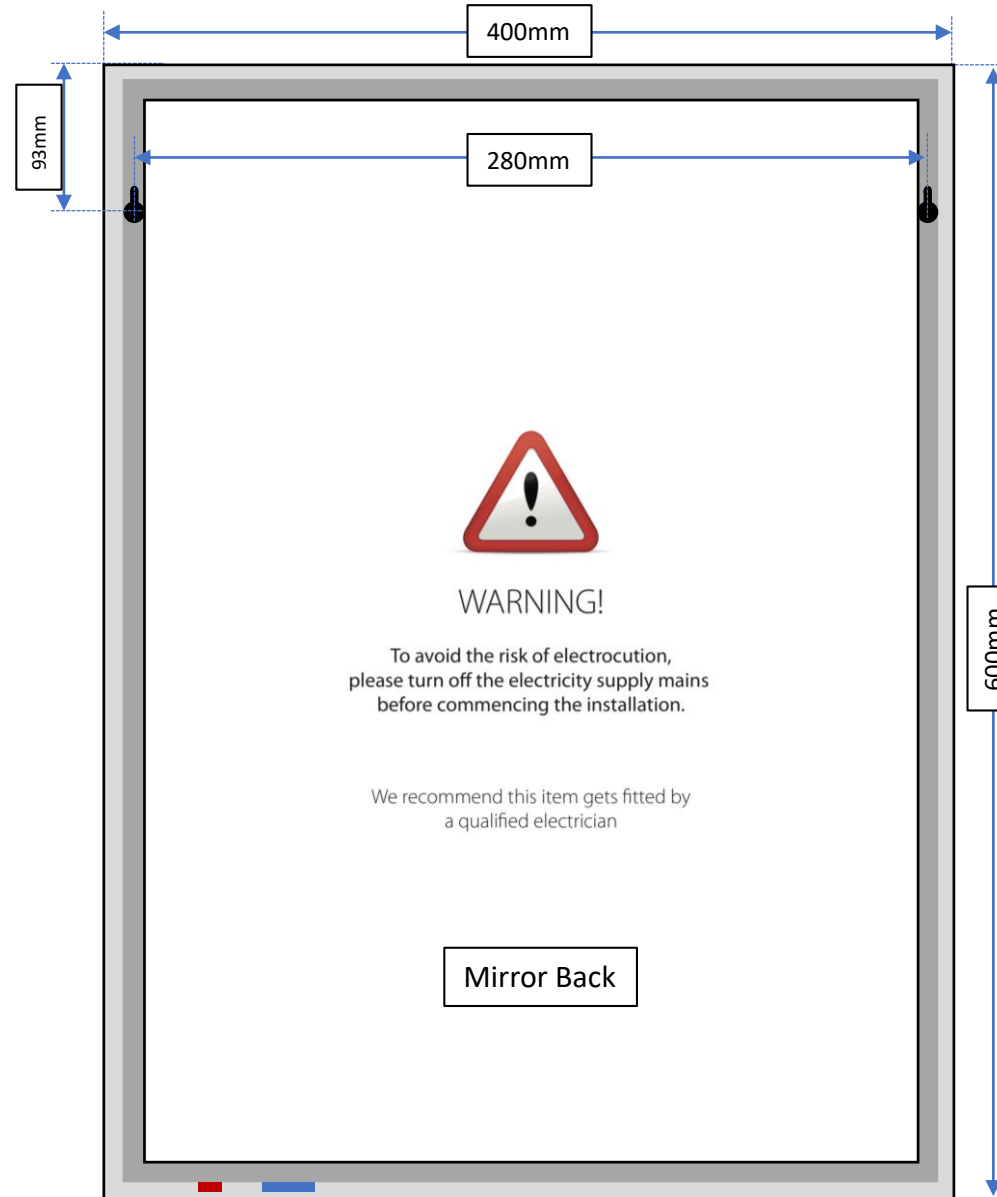 400mm
93mm
280mm
WARNING!
To avoid the risk of electrocution,
please turn off the electricity supply mains
before commencing the installation.
600mm
We recommend this item gets fitted by
a qualified electrician
Mirror Back